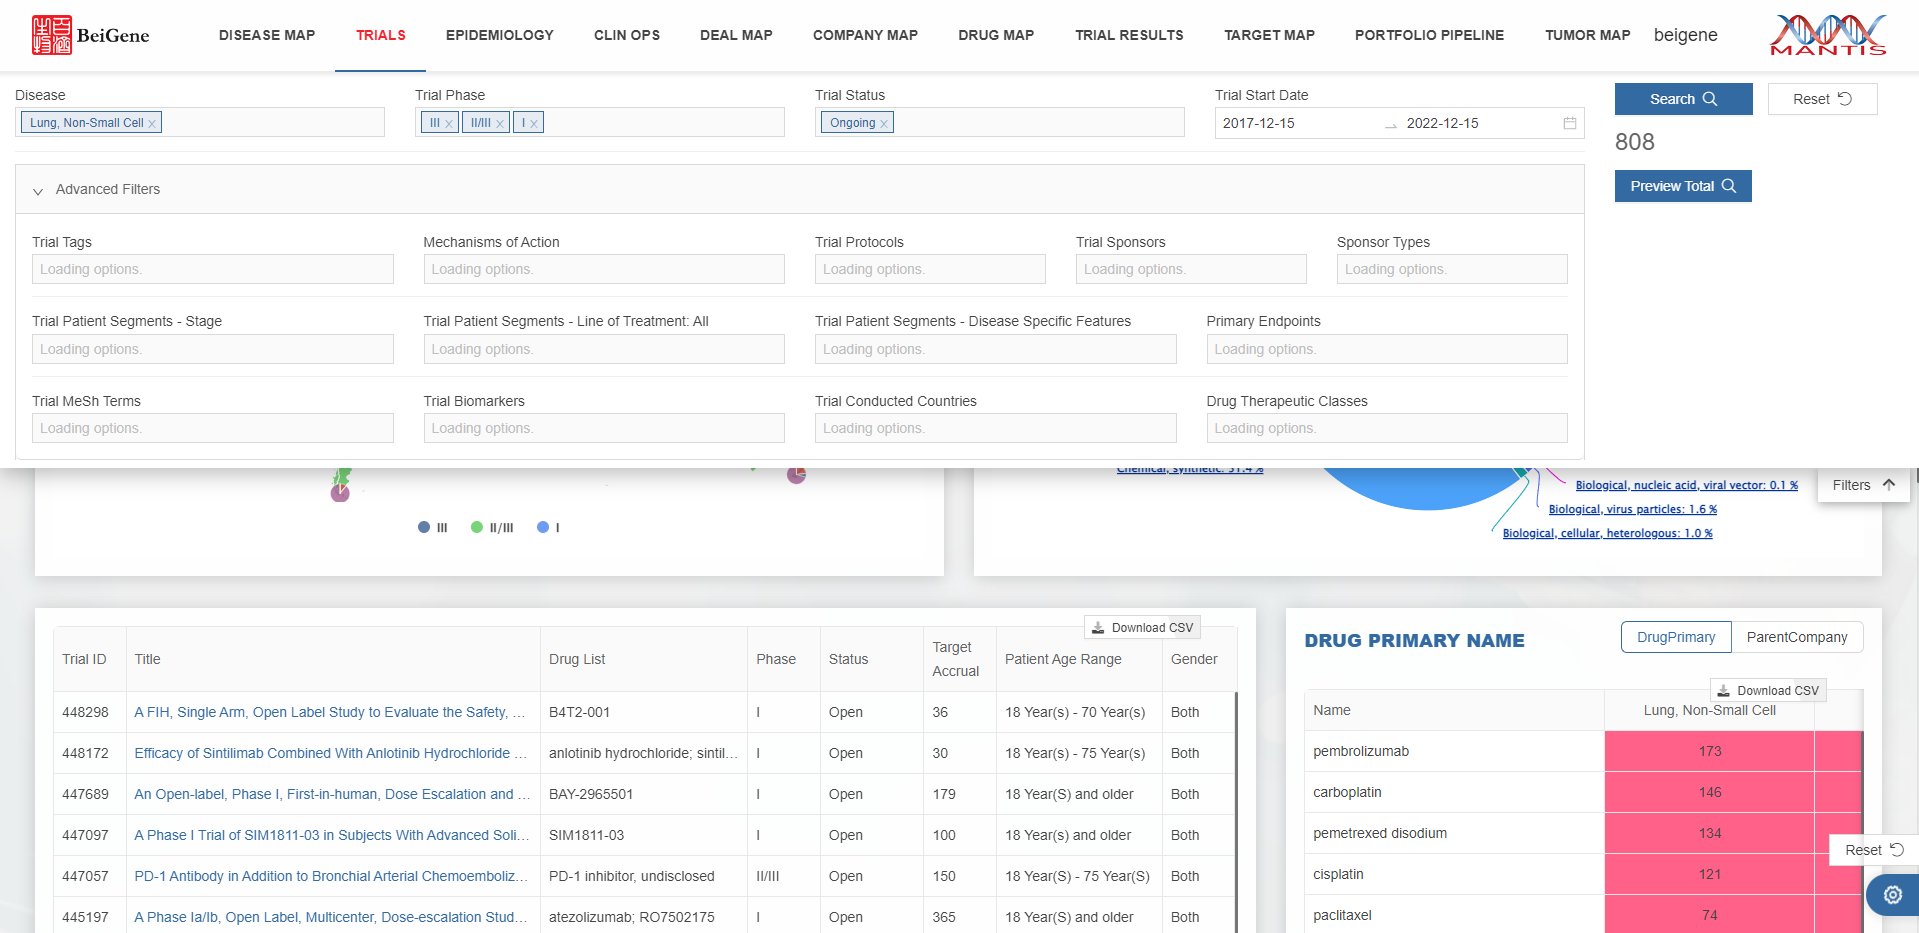 BeiGene
DISEASE MAP TRIALS EPIDEMIOLOGY CLIN OPS DEAL MAP COMPANY MAP DRUG MAP TRIAL RESULTS TARGET MAP PORTFOLIO PIPELINE TUMOR MAP beigene
MANTIS
Disease Trial Phase Trial Status Trial Start Date
Lung, Non-Small Cell x III x II/III x I x Ongoing x 2017-12-15 2022-12-15
Search Reset
808
Preview Total
Advanced Filters
Trial Tags Mechanisms of Action Trial Protocols Trial Sponsors Sponsor Types
Loading options. Loading options. Loading options. Loading options. Loading options.
Trial Patient Segments - Stage Trial Patient Segments - Line of Treatment: All Trial Patient Segments - Disease Specific Features Primary Endpoints
Loading options. Loading options. Loading options. Loading options.
Trial MeSh Terms Trial Biomarkers Trial Conducted Countries Drug Therapeutic Classes
Loading options. Loading options. Loading options. Loading options.
Chemical, synthetic: 31.4 %
Biological, nucleic acid, viral vector: 0.1 %
Biological, virus particles: 1.6 %
Biological, cellular, heterologous: 1.0 %
Filters
III II/III I
Download CSV
Trial ID Title Drug List Phase Status Target Accrual Patient Age Range Gender
448298 A FIH, Single Arm, Open Label Study to Evaluate the Safety, ... B4T2-001 I Open 36 18 Year(s) - 70 Year(s) Both
448172 Efficacy of Sintilimab Combined With Anlotinib Hydrochloride ... anlotinib hydrochloride; sintil... I Open 30 18 Year(s) - 75 Year(s) Both
447689 An Open-label, Phase I, First-in-human, Dose Escalation and ... BAY-2965501 I Open 179 18 Year(S) and older Both
447097 A Phase I Trial of SIM1811-03 in Subjects With Advanced Soli... SIM1811-03 I Open 100 18 Year(s) and older Both
447057 PD-1 Antibody in Addition to Bronchial Arterial Chemoemboliz... PD-1 inhibitor, undisclosed II/III Open 150 18 Year(S) - 75 Year(S) Both
445197 A Phase Ia/Ib, Open Label, Multicenter, Dose-escalation Stud... atezolizumab; RO7502175 I Open 365 18 Year(S) and older Both
DRUG PRIMARY NAME DrugPrimary ParentCompany
Download CSV
Name Lung, Non-Small Cell
pembrolizumab 173
carboplatin 146
pemetrexed disodium 134
cisplatin 121
paclitaxel 74
Reset